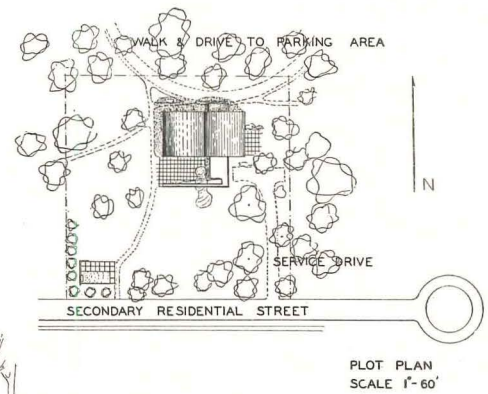 WALK & DRIVE TO PARKING AREA
N
SERVICE DRIVE
SECONDARY RESIDENTIAL STREET
PLOT PLAN
SCALE 1"-60'